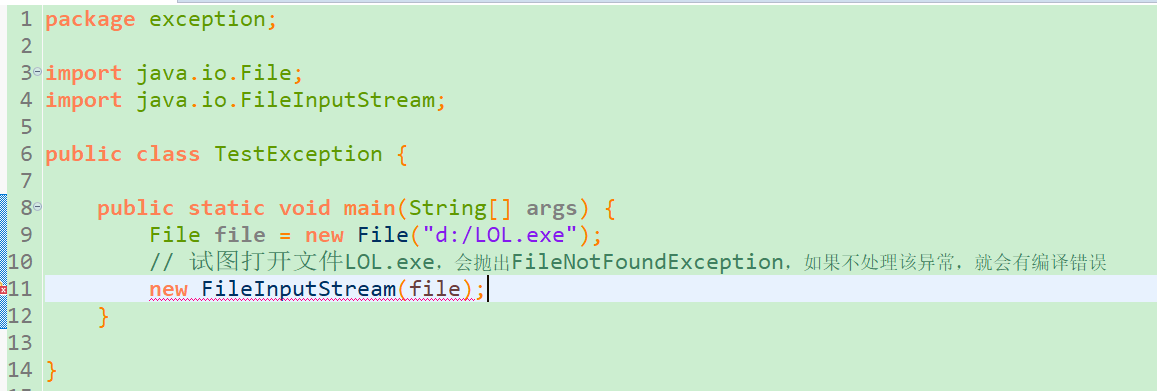 1 package exception;
2
3 import java.io.File;
4 import java.io.FileInputStream;
5
6 public class TestException {
7
8     public static void main(String[] args) {
9         File file = new File("d:/LOL.exe");
10         // 试图打开文件LOL.exe，会抛出FileNotFoundException，如果不处理该异常，就会有编译错误
11         new FileInputStream(file);
12     }
13
14 }